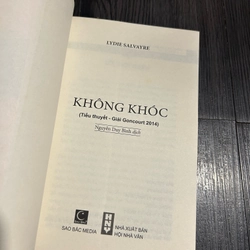 LYDIE SALVAYRE
KHÔNG KHÓC
(Tiểu thuyết - Giải Goncourt 2014)
Nguyễn Duy Bình dịch
SAO BẮC MEDIA
HNV
NHÀ XUẤT BẢN
HỘI NHÀ VĂN